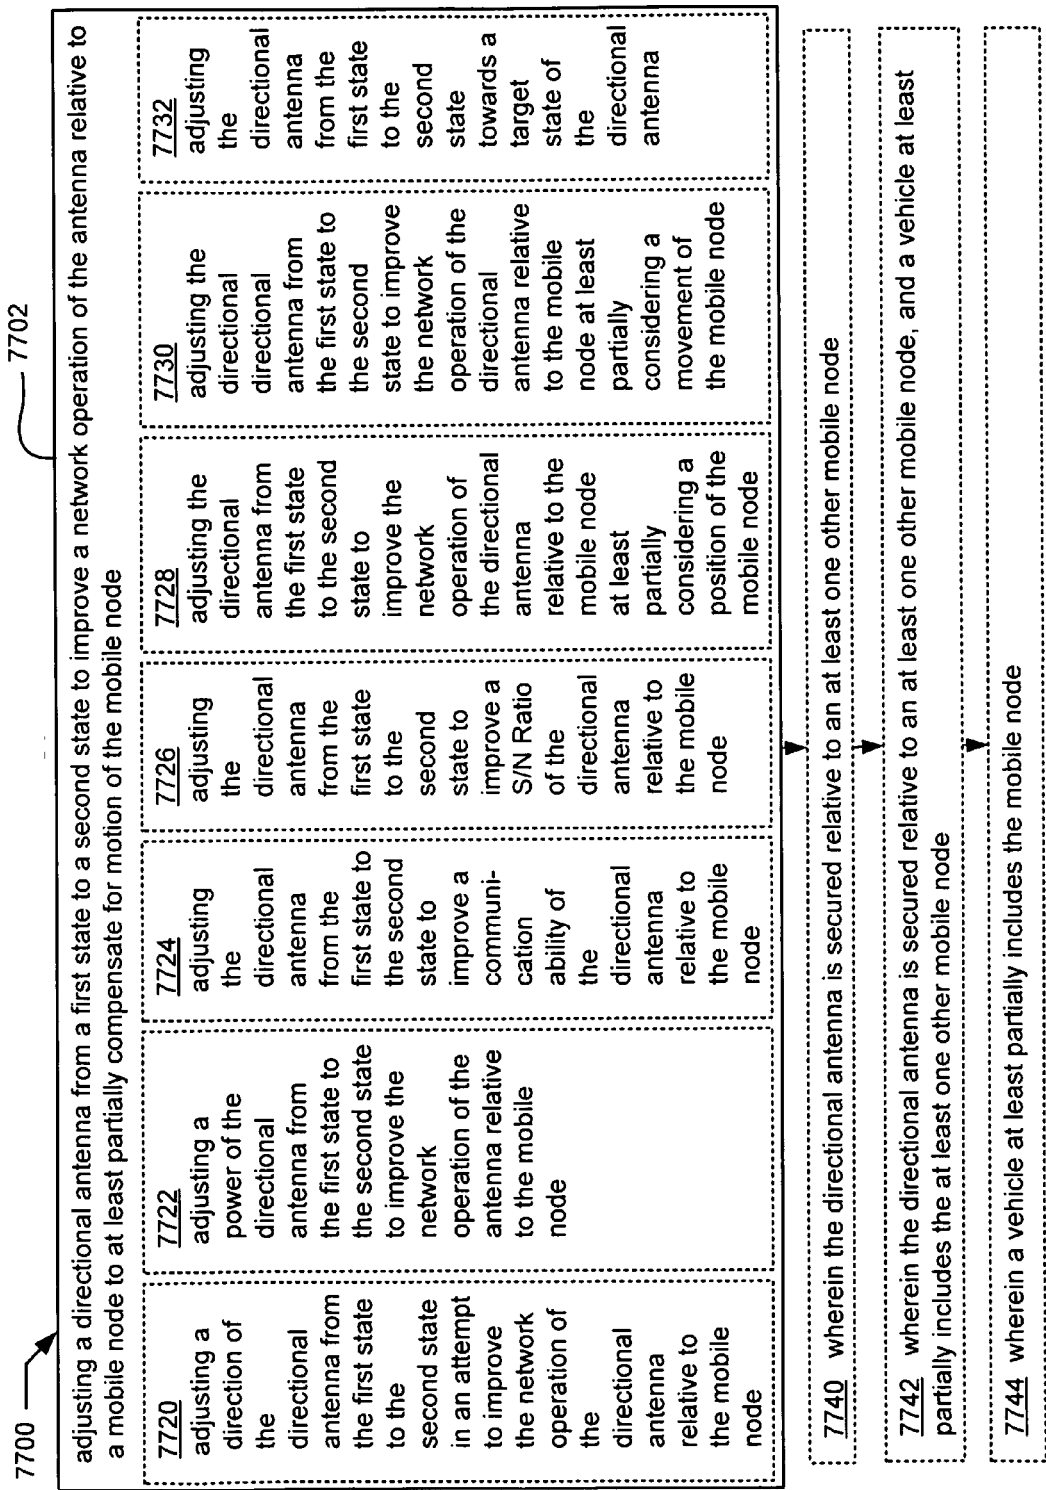 7700
7702
adjusting a directional antenna from a first state to a second state to improve a network operation of the antenna relative to
a mobile node to at least partially compensate for motion of the mobile node
7720
adjusting a
direction of
the
directional
antenna from
the first state
to the
second state
in an attempt
to improve
the network
operation of
the
directional
antenna
relative to
the mobile
node
7722
adjusting a
power of the
directional
antenna from
the first state to
the second state
to improve the
network
operation of the
antenna relative
to the mobile
node
7724
adjusting
the
directional
antenna
from the
first state to
the second
state to
improve a
communi-
cation
ability of
the
directional
antenna
relative to
the mobile
node
7726
adjusting
the
directional
antenna
from the
first state
to the
second
state to
improve a
S/N Ratio
of the
directional
antenna
relative to
the mobile
node
7728
adjusting the
directional
antenna from
the first state
to the second
state to
improve the
network
operation of
the directional
antenna
relative to the
mobile node
at least
partially
considering a
position of the
mobile node
7730
adjusting the
directional
directional
antenna from
the first state to
the second
state to improve
the network
operation of the
directional
antenna relative
to the mobile
node at least
partially
considering a
movement of
the mobile node
7732
adjusting
the
directional
antenna
from the
first state
to the
second
state
towards a
target
state of
the
directional
antenna
7740 wherein the directional antenna is secured relative to an at least one other mobile node
7742 wherein the directional antenna is secured relative to an at least one other mobile node, and a vehicle at least
partially includes the at least one other mobile node
7744 wherein a vehicle at least partially includes the mobile node